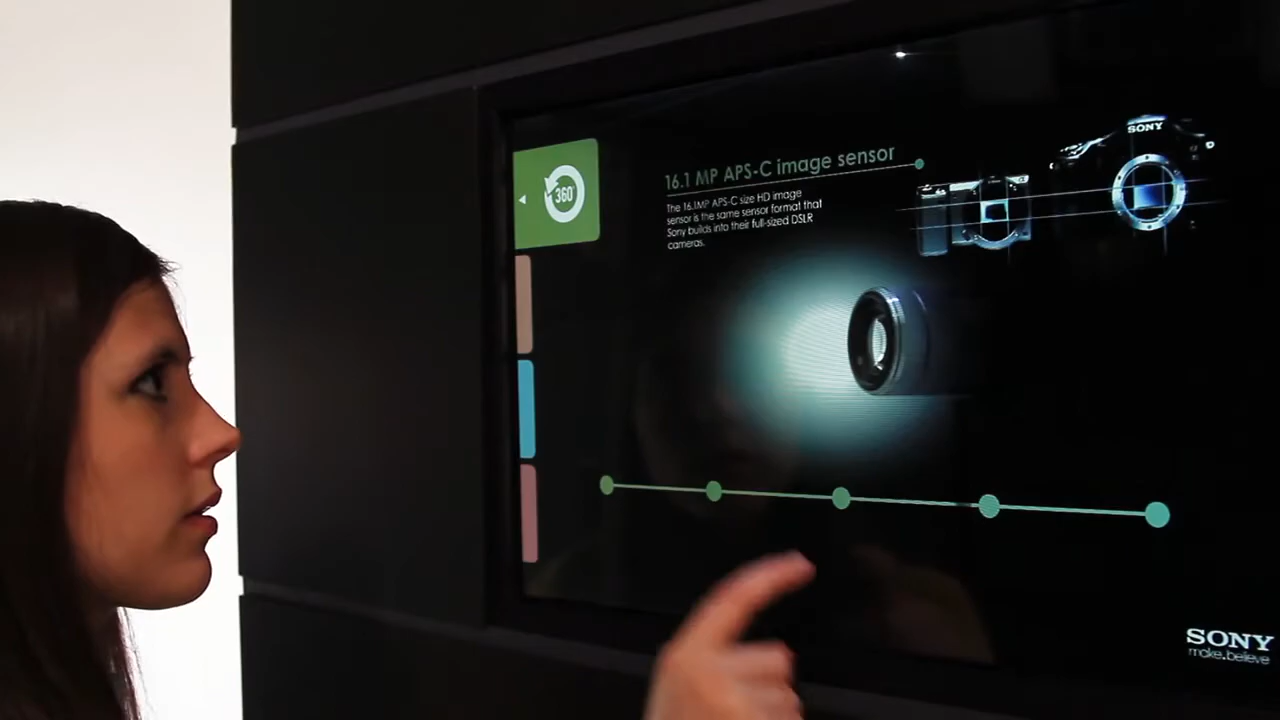 360°
16.1 MP APS-C image sensor
The 16.1MP APS-C size HD image
sensor is the same sensor format that
Sony builds into their full-sized DSLR
cameras.
SONY
SONY
make.believe